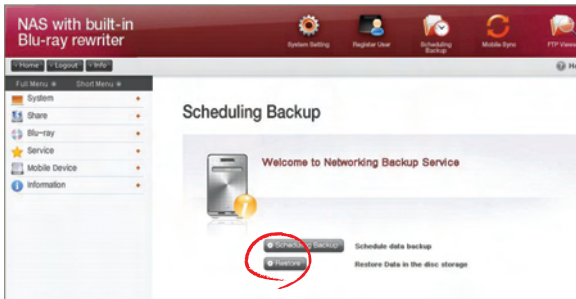 NAS with built-in
Blu-ray rewriter
System Setting Register User Scheduling Backup Mobile Sync FTP View
Home Logout Info
Full Menu Short Menu
System
Share
Blu-ray
Service
Mobile Device
Information
Scheduling Backup
Welcome to Networking Backup Service
Scheduling Backup Schedule data backup
Restore Restore Data in the disc storage